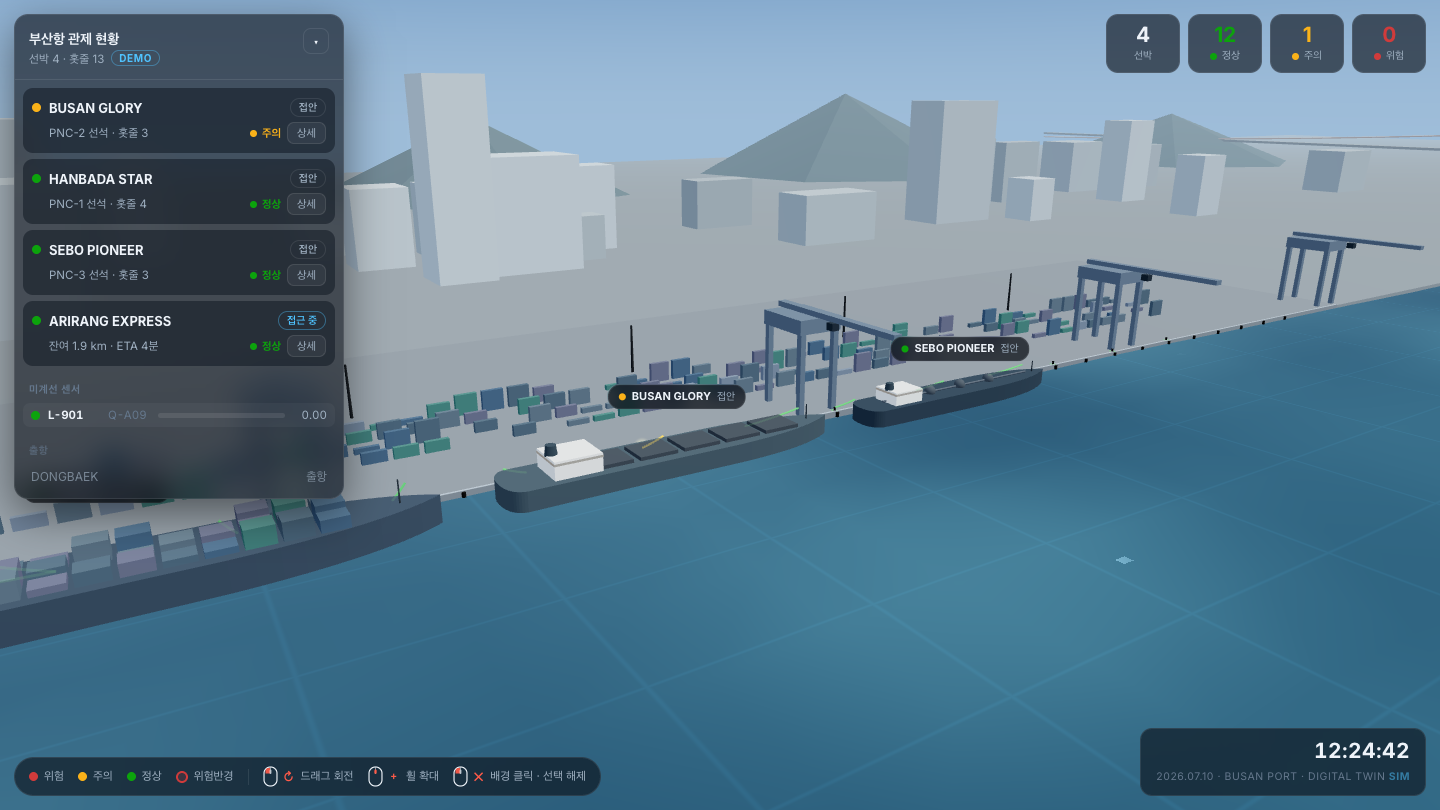 부산항 관제 현황
선박 4 · 홋줄 13 DEMO
BUSAN GLORY 접안
PNC-2 선석 · 홋줄 3 주의 상세
HANBADA STAR 접안
PNC-1 선석 · 홋줄 4 정상 상세
SEBO PIONEER 접안
PNC-3 선석 · 홋줄 3 정상 상세
ARIRANG EXPRESS 접근 중
잔여 1.9 km · ETA 4분 정상 상세
미계선 센서
L-901 Q-A09 0.00
출항
DONGBAEK 출항
4 선박
12 정상
1 주의
0 위험
SEBO PIONEER 접안
BUSAN GLORY 접안
위험 주의 정상 위험반경 드래그 회전 휠 확대 배경 클릭 · 선택 해제
12:24:42
2026.07.10 · BUSAN PORT · DIGITAL TWIN SIM